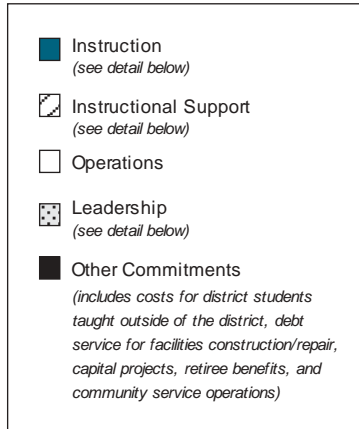 Instruction
(see detail below)
Instructional Support
(see detail below)
Operations
Leadership
(see detail below)
Other Commitments
(includes costs for district students
taught outside of the district, debt
service for facilities construction/repair,
capital projects, retiree benefits, and
community service operations)